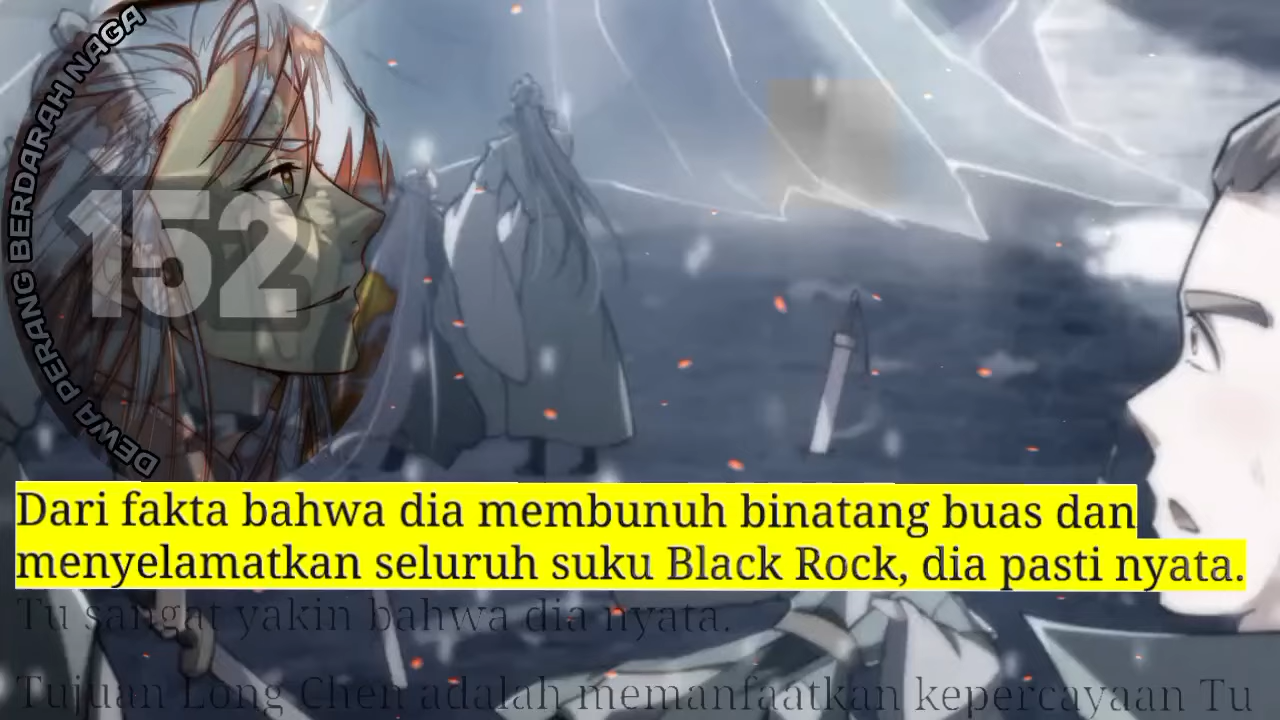 DEWA PERANG BERDARAH NAGA
152
Dari fakta bahwa dia membunuh binatang buas dan
menyelamatkan seluruh suku Black Rock, dia pasti nyata.
Tu sangat yakin bahwa dia nyata.
Tujuan Long Chen adalah memanfaatkan kepercayaan Tu